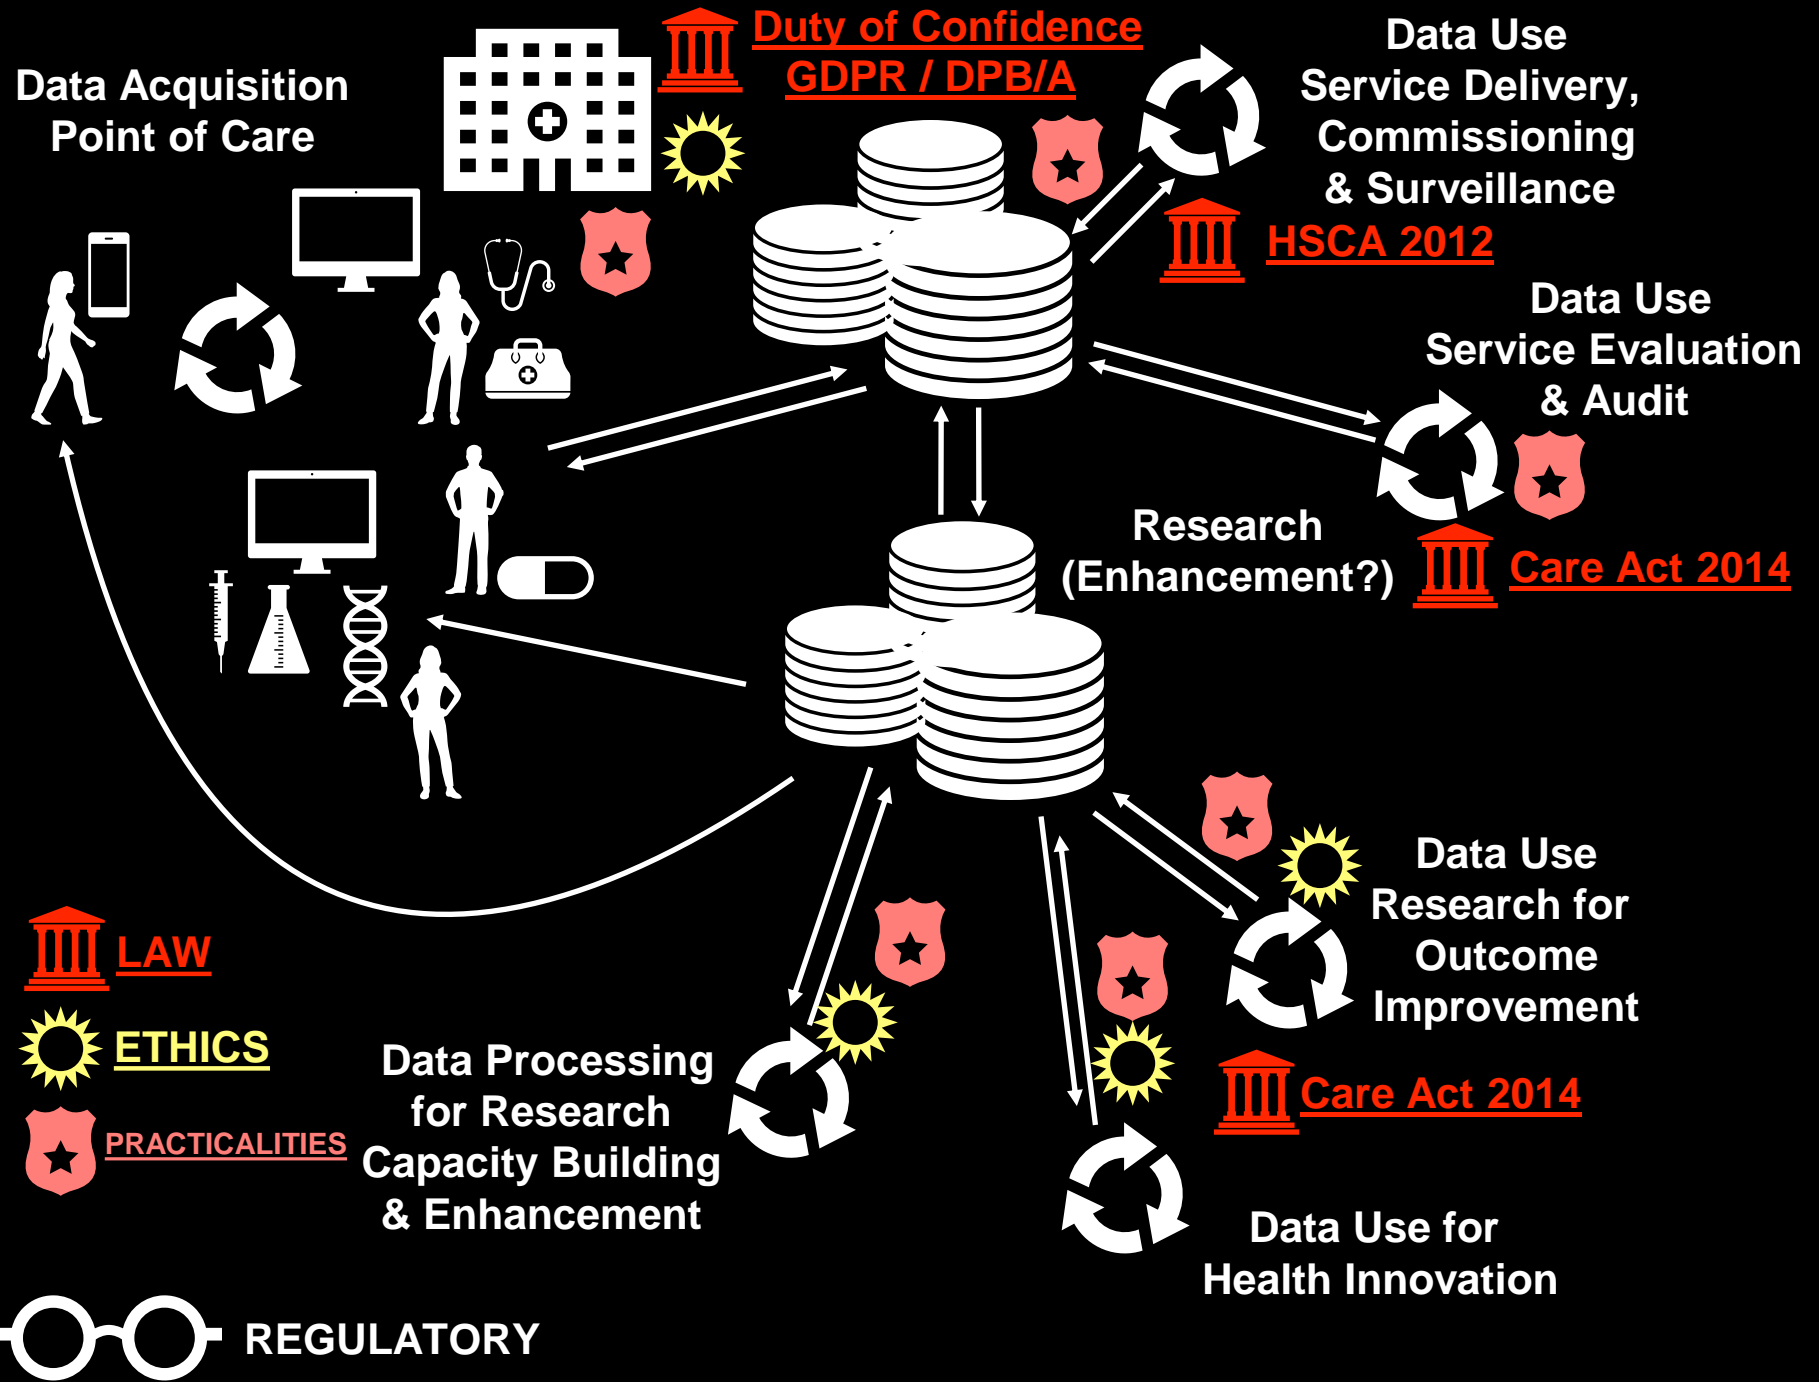 Data Acquisition
Point of Care
Duty of Confidence
GDPR / DPB/A
Data Use
Service Delivery,
Commissioning
& Surveillance
HSCA 2012
Data Use
Service Evaluation
& Audit
Care Act 2014
Research
(Enhancement?)
Data Use
Research for
Outcome
Improvement
Care Act 2014
Data Use for
Health Innovation
Data Processing
for Research
Capacity Building
& Enhancement
LAW
ETHICS
PRACTICALITIES
REGULATORY